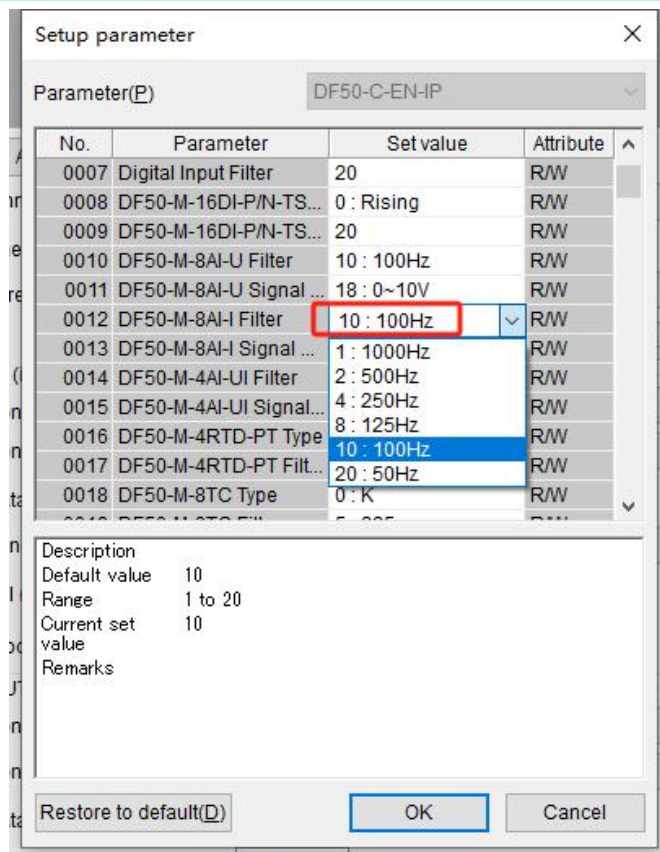 Setup parameter
Parameter(P) DF50-C-EN-IP
No. Parameter Set value Attribute
0007 Digital Input Filter 20 R/W
0008 DF50-M-16DI-P/N-TS... 0 : Rising R/W
0009 DF50-M-16DI-P/N-TS... 20 R/W
0010 DF50-M-8AI-U Filter 10 : 100Hz R/W
0011 DF50-M-8AI-U Signal ... 18 : 0~10V R/W
0012 DF50-M-8AI-I Filter 10 : 100Hz R/W
0013 DF50-M-8AI-I Signal ... 1 : 1000Hz R/W
0014 DF50-M-4AI-UI Filter 2 : 500Hz R/W
0015 DF50-M-4AI-UI Signal... 4 : 250Hz R/W
8 : 125Hz
0016 DF50-M-4RTD-PT Type 10 : 100Hz R/W
0017 DF50-M-4RTD-PT Filt... 20 : 50Hz R/W
0018 DF50-M-8TC Type 0 : K R/W
Description
Default value 10
Range 1 to 20
Current set 10
value
Remarks
Restore to default(D) OK Cancel